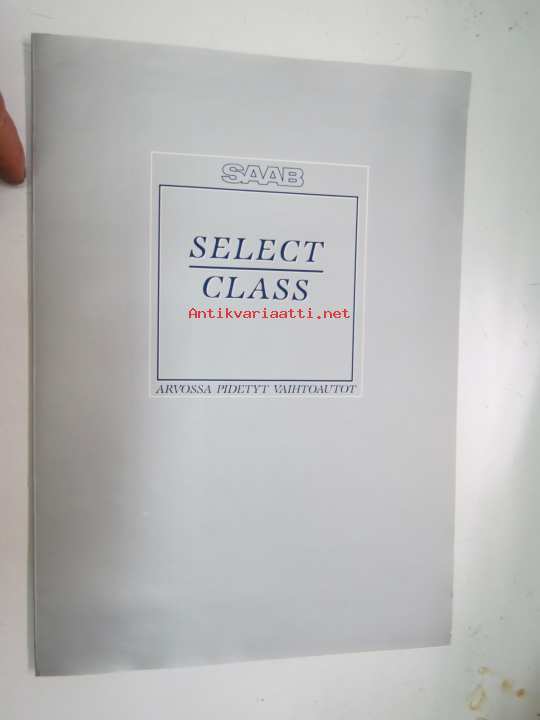 SAAB
SELECT
CLASS
Antikvariaatti.net
ARVOSSA PIDETYT VAIHTOAUTOT